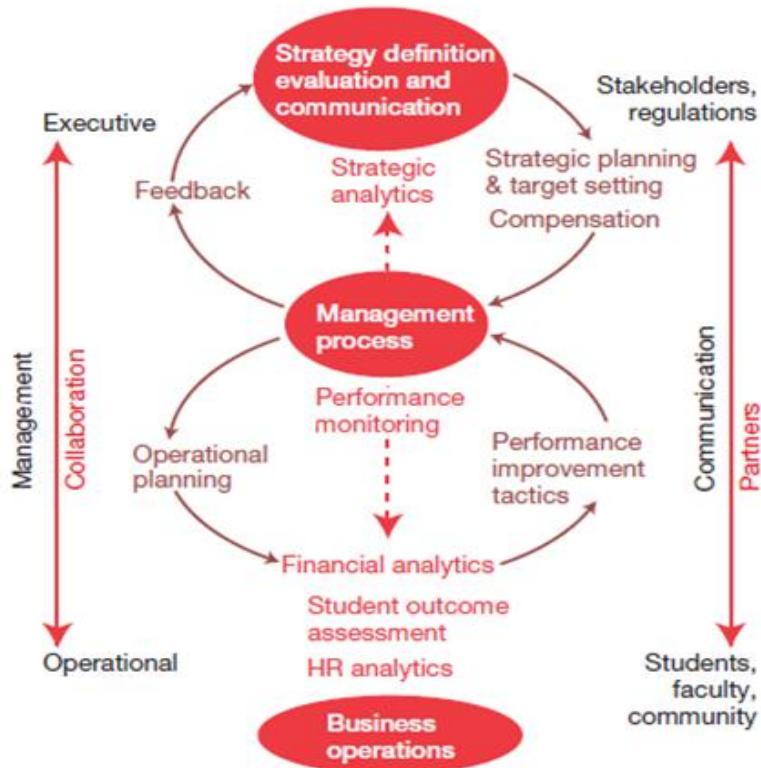 Strategy definition
evaluation and
communication
Executive
Stakeholders,
regulations
Feedback
Strategic
analytics
Strategic planning
& target setting
Compensation
Management
process
Management
Collaboration
Performance
monitoring
Operational
planning
Performance
improvement
tactics
Communication
Partners
Financial analytics
Student outcome
assessment
HR analytics
Operational
Students,
faculty,
community
Business
operations